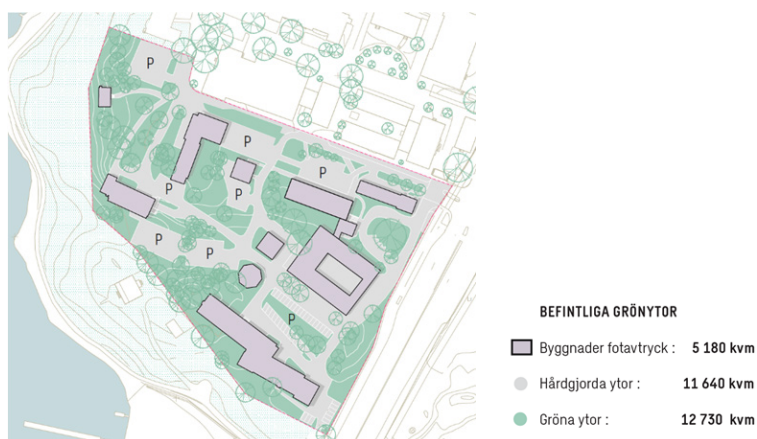 P
P
P
P
P
P
P
P
BEFINTLIGA GRÖNYTOR
Byggnader fotavtryck : 5 180 kvm
Hårdgjorda ytor : 11 640 kvm
Gröna ytor : 12 730 kvm